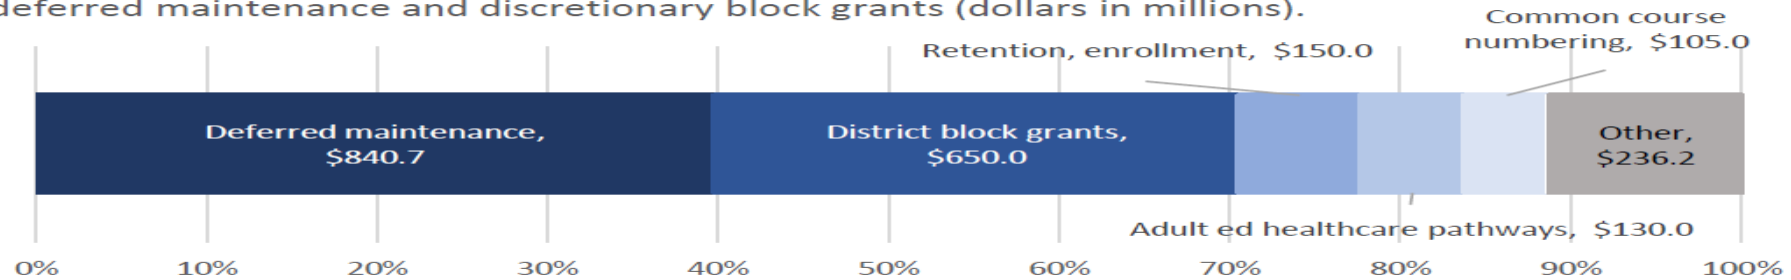 deferred maintenance and discretionary block grants (dollars in millions).
Common course
numbering, $105.0
Retention, enrollment, $150.0
Deferred maintenance,
$840.7
District block grants,
$650.0
Other,
$236.2
Adult ed healthcare pathways, $130.0
0% 10% 20% 30% 40% 50% 60% 70% 80% 90% 100%